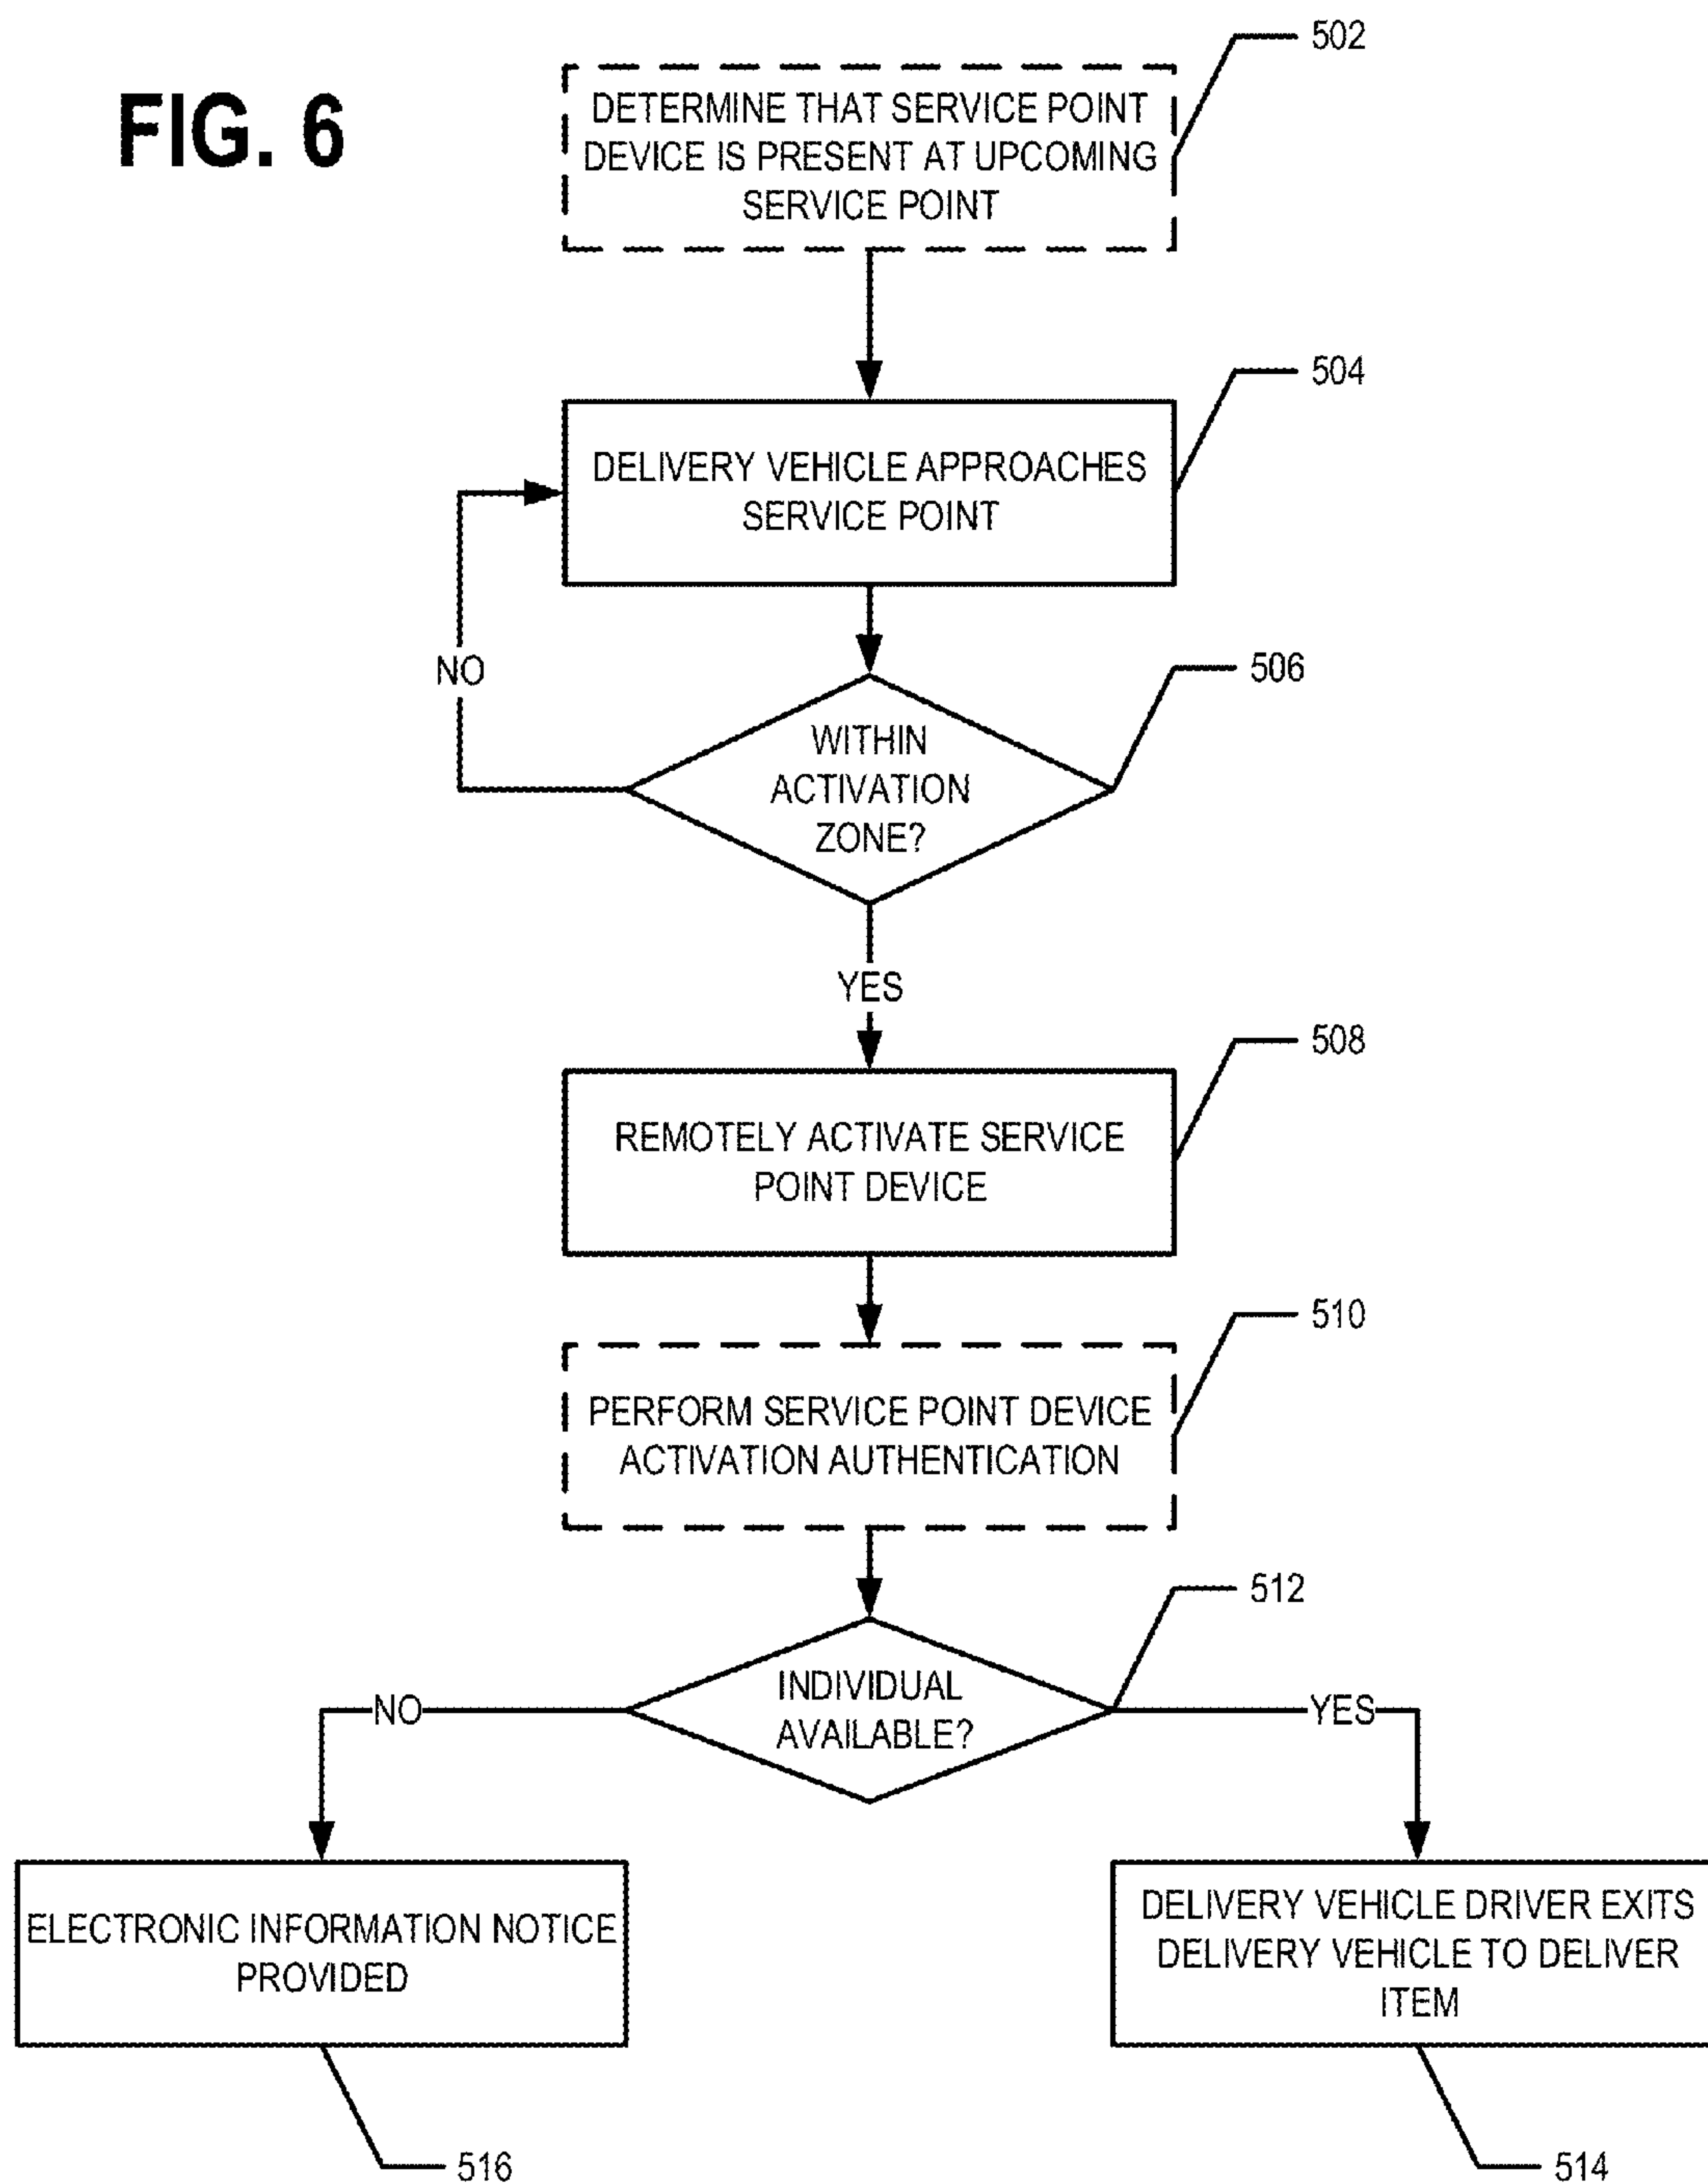 FIG. 6
502
DETERMINE THAT SERVICE POINT
DEVICE IS PRESENT AT UPCOMING
SERVICE POINT
504
DELIVERY VEHICLE APPROACHES
SERVICE POINT
NO
506
WITHIN
ACTIVATION
ZONE?
YES
508
REMOTELY ACTIVATE SERVICE
POINT DEVICE
510
PERFORM SERVICE POINT DEVICE
ACTIVATION AUTHENTICATION
512
INDIVIDUAL
AVAILABLE?
NO
YES
ELECTRONIC INFORMATION NOTICE
PROVIDED
DELIVERY VEHICLE DRIVER EXITS
DELIVERY VEHICLE TO DELIVER
ITEM
516
514